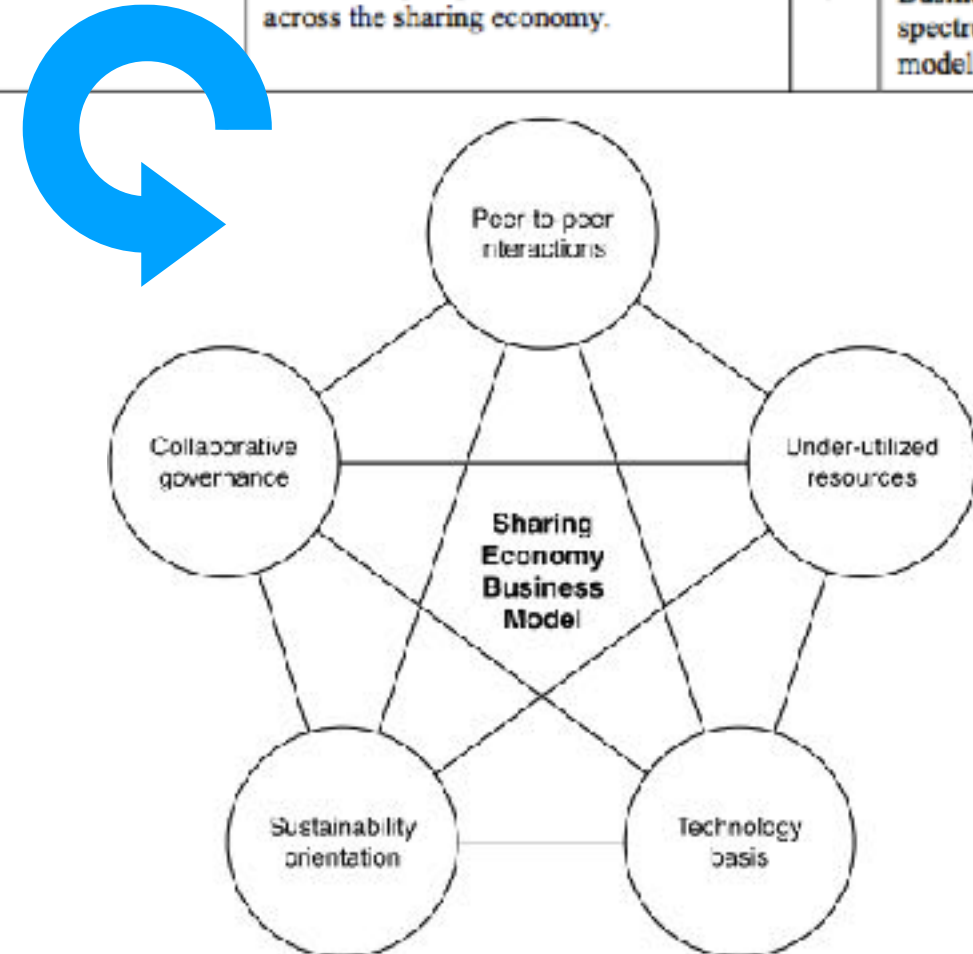 across the sharing economy.
spectru
model
Peer to peer
interactions
Collaborative
governance
Under-utilized
resources
Sharing
Economy
Business
Model
Sustainability
orientation
Technology
basis